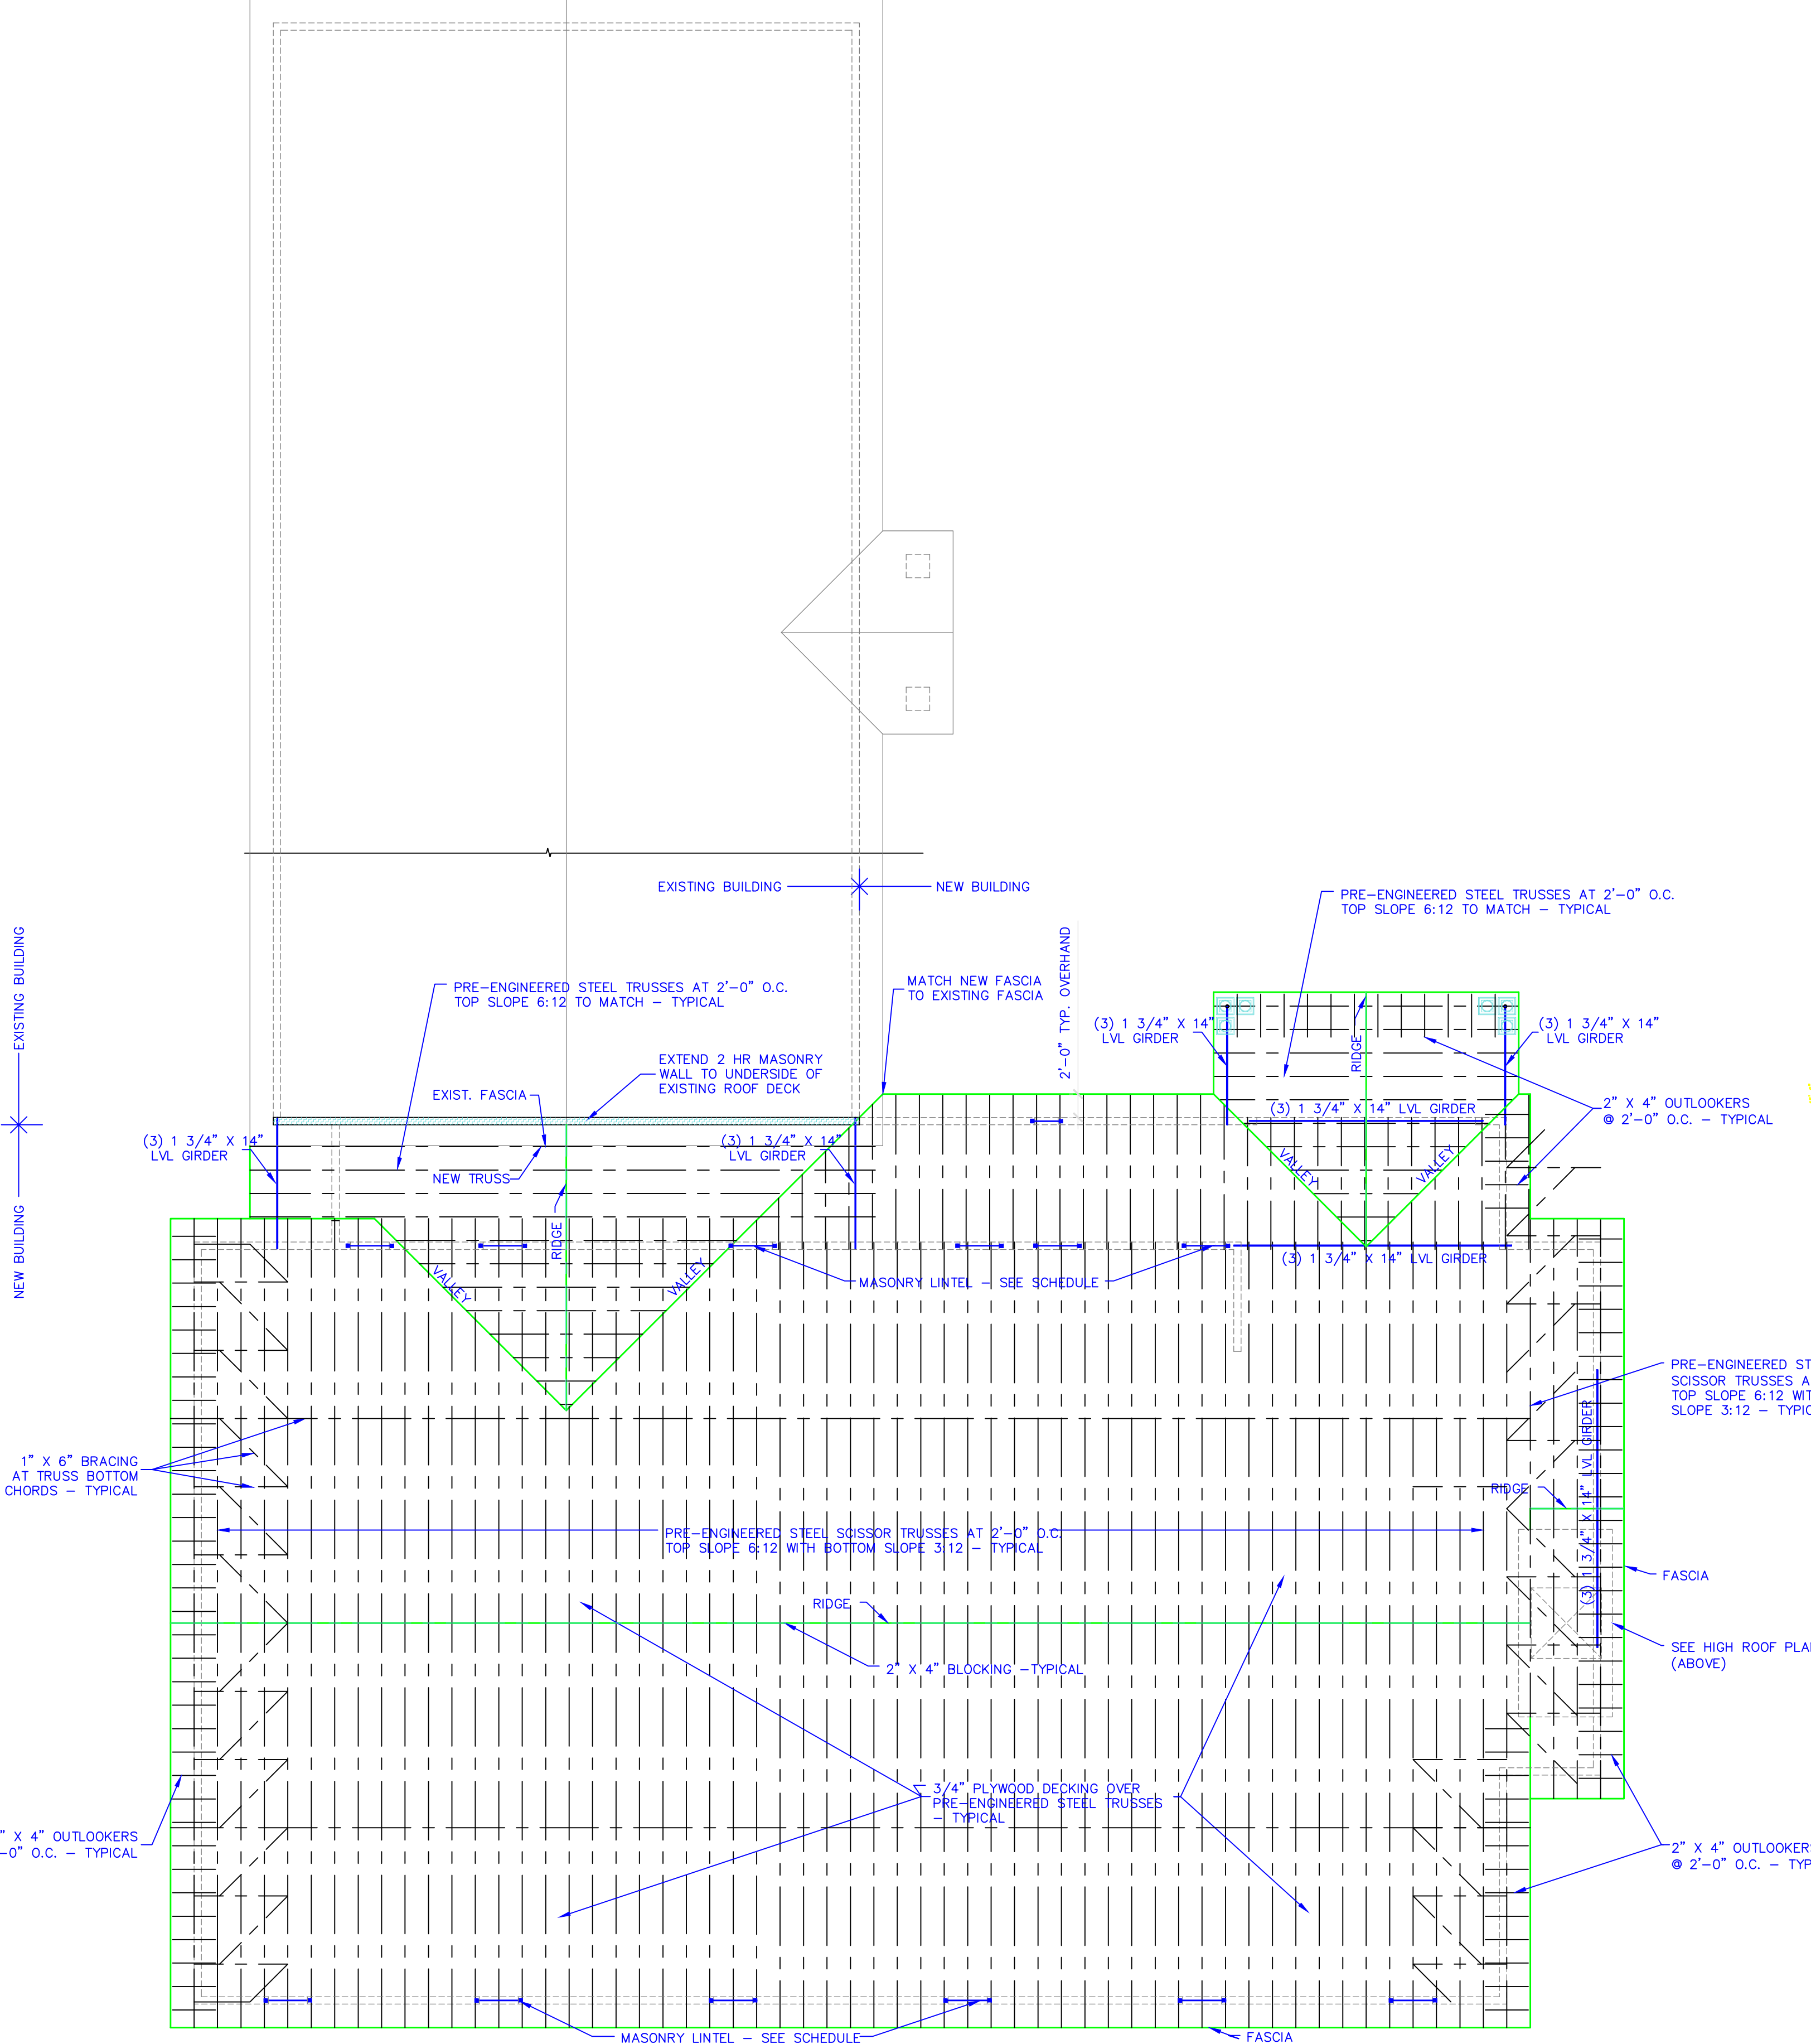 EXISTING BUILDING
NEW BUILDING
EXISTING BUILDING
NEW BUILDING
PRE-ENGINEERED STEEL TRUSSES AT 2'-0" O.C.
TOP SLOPE 6:12 TO MATCH - TYPICAL
2'-0" TYP. OVERHAND
MATCH NEW FASCIA
TO EXISTING FASCIA
PRE-ENGINEERED STEEL TRUSSES AT 2'-0" O.C.
TOP SLOPE 6:12 TO MATCH - TYPICAL
(3) 1 3/4" X 14"
LVL GIRDER
RIDGE
(3) 1 3/4" X 14"
LVL GIRDER
EXTEND 2 HR MASONRY
WALL TO UNDERSIDE OF
EXISTING ROOF DECK
EXIST. FASCIA
(3) 1 3/4" X 14" LVL GIRDER
2" X 4" OUTLOOKERS
@ 2'-0" O.C. - TYPICAL
(3) 1 3/4" X 14"
LVL GIRDER
(3) 1 3/4" X 14"
LVL GIRDER
NEW TRUSS
VALLEY
VALLEY
RIDGE
VALLEY
VALLEY
(3) 1 3/4" X 14" LVL GIRDER
MASONRY LINTEL - SEE SCHEDULE
PRE-ENGINEERED ST
SCISSOR TRUSSES A
TOP SLOPE 6:12 WIT
SLOPE 3:12 - TYPIC
1" X 6" BRACING
AT TRUSS BOTTOM
CHORDS - TYPICAL
RIDGE
(3) 1 3/4" X 14" LVL GIRDER
PRE-ENGINEERED STEEL SCISSOR TRUSSES AT 2'-0" O.C.
TOP SLOPE 6:12 WITH BOTTOM SLOPE 3:12 - TYPICAL
FASCIA
RIDGE
2" X 4" BLOCKING -TYPICAL
SEE HIGH ROOF PLA
(ABOVE)
3/4" PLYWOOD DECKING OVER
PRE-ENGINEERED STEEL TRUSSES
- TYPICAL
" X 4" OUTLOOKERS
-0" O.C. - TYPICAL
2" X 4" OUTLOOKERS
@ 2'-0" O.C. - TYP
MASONRY LINTEL - SEE SCHEDULE
FASCIA